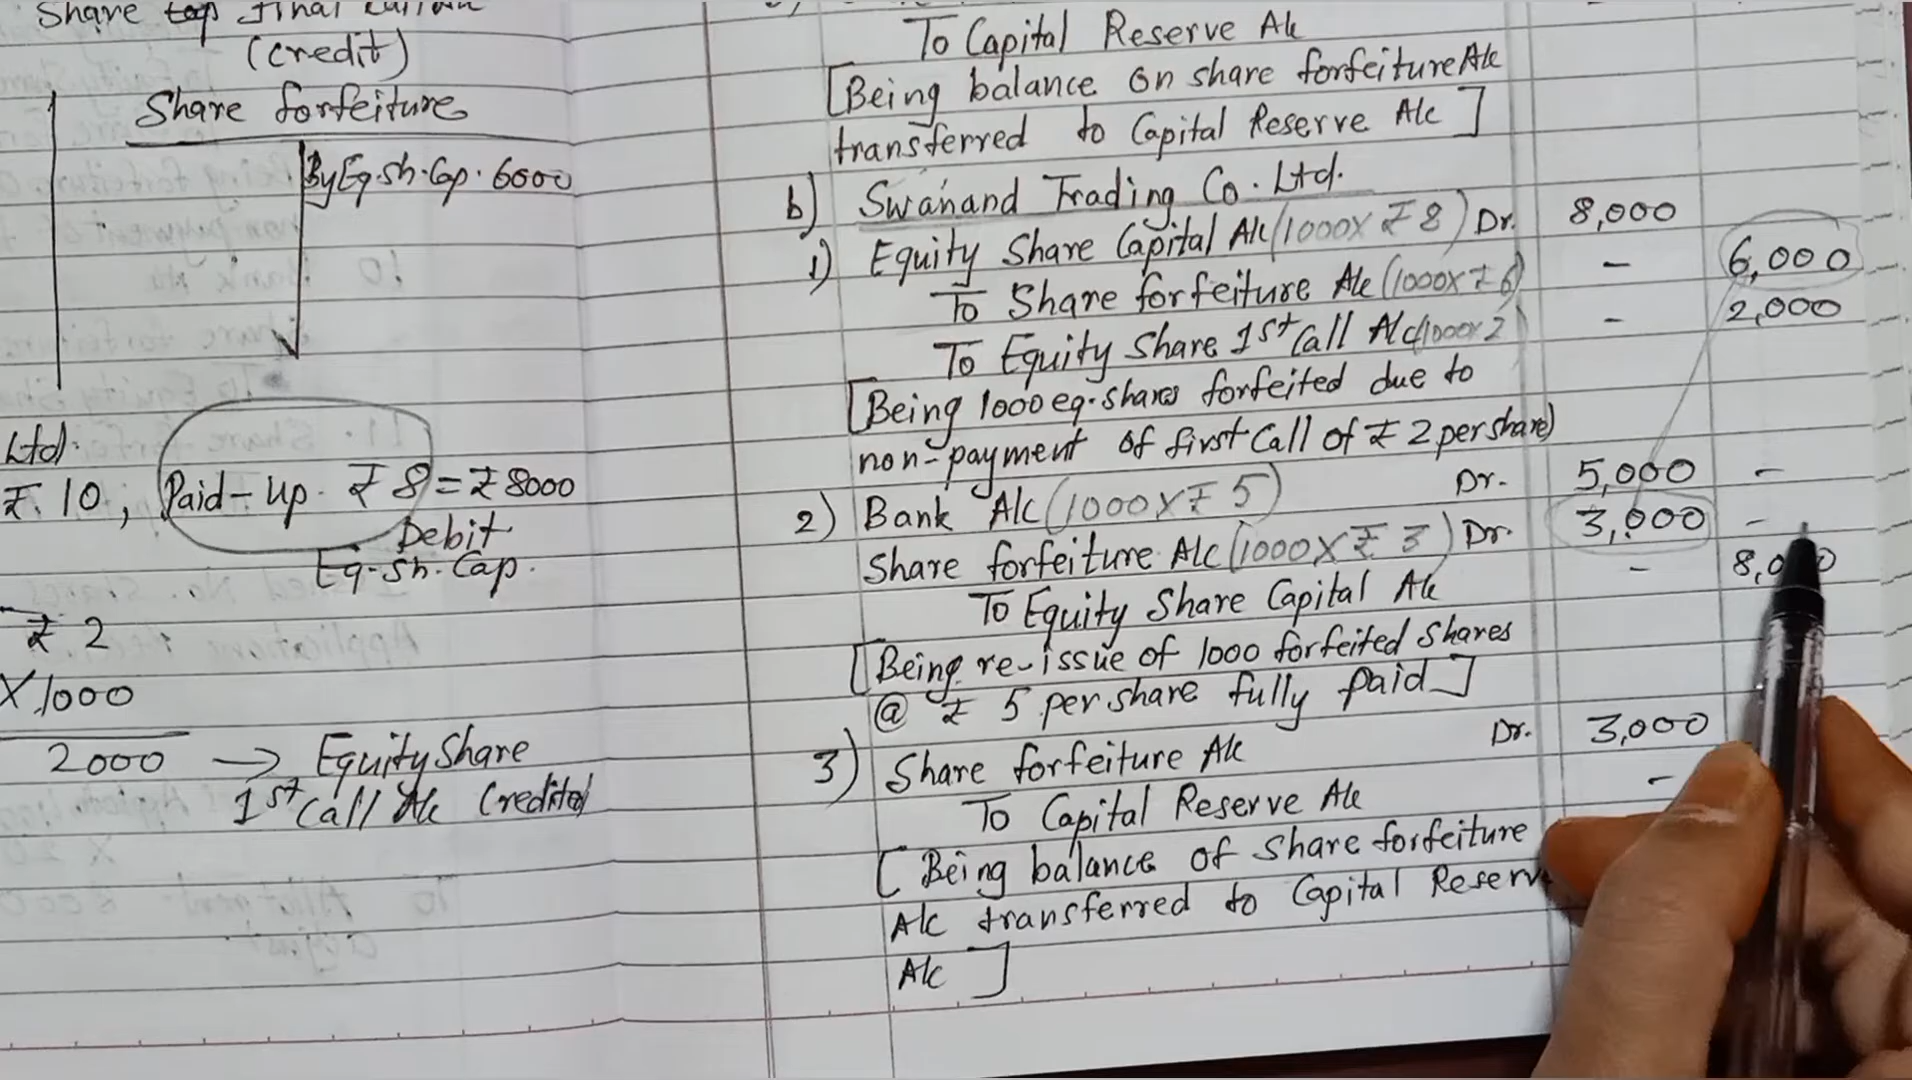 Share
(credit)
Share forfeiture
By Eq. Sh. Cap. 6000
Ltd.
₹ 10, Paid-up ₹ 8 = ₹ 8000
Debit
Eq-Sh. Cap.
₹ 2
X 1000
2000 → Equity Share
1st Call A/c Credited
To Capital Reserve A/c
[Being balance on share forfeiture A/c
transferred to Capital Reserve A/c]
b) Swanand Trading Co. Ltd.
1) Equity Share Capital A/c (1000 X ₹ 8) Dr. 8,000
To Share forfeiture A/c (1000 X ₹ 6) - 6,000
To Equity Share 1st Call A/c (1000 X 2) - 2,000
[Being 1000 eq. shares forfeited due to
non-payment of first Call of ₹ 2 per share)
2) Bank A/c (1000 X ₹ 5) Dr. 5,000 -
Share forfeiture A/c (1000 X ₹ 3) Dr. 3,000 -
To Equity Share Capital A/c -
[Being re-issue of 1000 forfeited shares
@ ₹ 5 per share fully paid]
3) Share forfeiture A/c Dr. 3,000
To Capital Reserve A/c -
[Being balance of share forfeiture
A/c transferred to Capital
A/c]